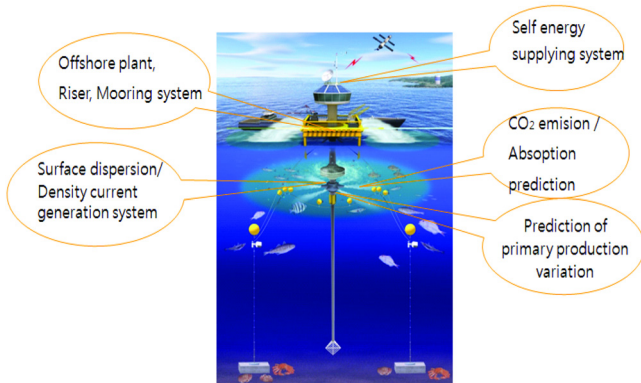 Offshore plant,
Riser, Mooring system
Self energy
supplying system
Surface dispersion/
Density current
generation system
CO₂ emision /
Absoption
prediction
Prediction of
primary production
variation